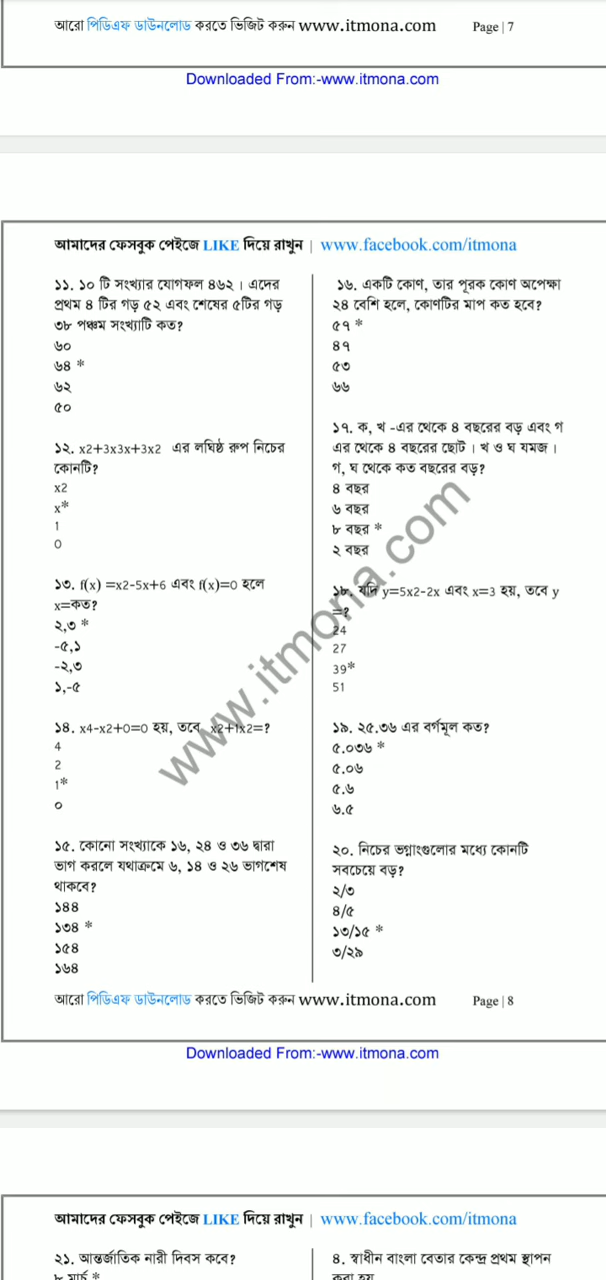 আরো পিডিএফ ডাউনলোড করতে ভিজিট করুন www.itmona.com Page | 7
Downloaded From:-www.itmona.com
আমাদের ফেসবুক পেইজে LIKE দিয়ে রাখুন | www.facebook.com/itmona
১১. ১০ টি সংখ্যার যোগফল ৪৬২। এদের
প্রথম ৪ টির গড় ৫২ এবং শেষের ৫টির গড়
৩৮ পঞ্চম সংখ্যাটি কত?
৬০
৬৪ *
৬২
৫০
১২. x2+3x3x+3x2 এর লঘিষ্ঠ রুপ নিচের
কোনটি?
x2
x*
1
0
১৩. f(x) =x2-5x+6 এবং f(x)=0 হলে
x=কত?
২,৩ *
-৫,১
-২,৩
১,-৫
১৪. x4-x2+0=0 হয়, তবে x2+1x2=?
4
2
1*
০
১৫. কোনো সংখ্যাকে ১৬, ২৪ ও ৩৬ দ্বারা
ভাগ করলে যথাক্রমে ৬, ১৪ ও ২৬ ভাগশেষ
থাকবে?
১৪৪
১৩৪ *
১৫৪
১৬৪
১৬. একটি কোণ, তার পূরক কোণ অপেক্ষা
২৪ বেশি হলে, কোণটির মাপ কত হবে?
৫৭ *
৪৭
৫৩
৬৬
১৭. ক, খ -এর থেকে ৪ বছরের বড় এবং গ
এর থেকে ৪ বছরের ছোট। খ ও ঘ যমজ।
গ, ঘ থেকে কত বছরের বড়?
৪ বছর
৬ বছর
৮ বছর *
২ বছর
১৮. যদি y=5x2-2x এবং x=3 হয়, তবে y
=?
24
27
39*
51
১৯. ২৫.৩৬ এর বর্গমূল কত?
৫.০৩৬ *
৫.০৬
৫.৬
৬.৫
২০. নিচের ভগ্নাংগুলোর মধ্যে কোনটি
সবচেয়ে বড়?
২/৩
৪/৫
১৩/১৫ *
৩/২৯
www.itmona.com
আরো পিডিএফ ডাউনলোড করতে ভিজিট করুন www.itmona.com Page | 8
Downloaded From:-www.itmona.com
আমাদের ফেসবুক পেইজে LIKE দিয়ে রাখুন | www.facebook.com/itmona
২১. আন্তর্জাতিক নারী দিবস কবে?
৮ মার্চ *
৪. স্বাধীন বাংলা বেতার কেন্দ্র প্রথম স্থাপন
করা হয়